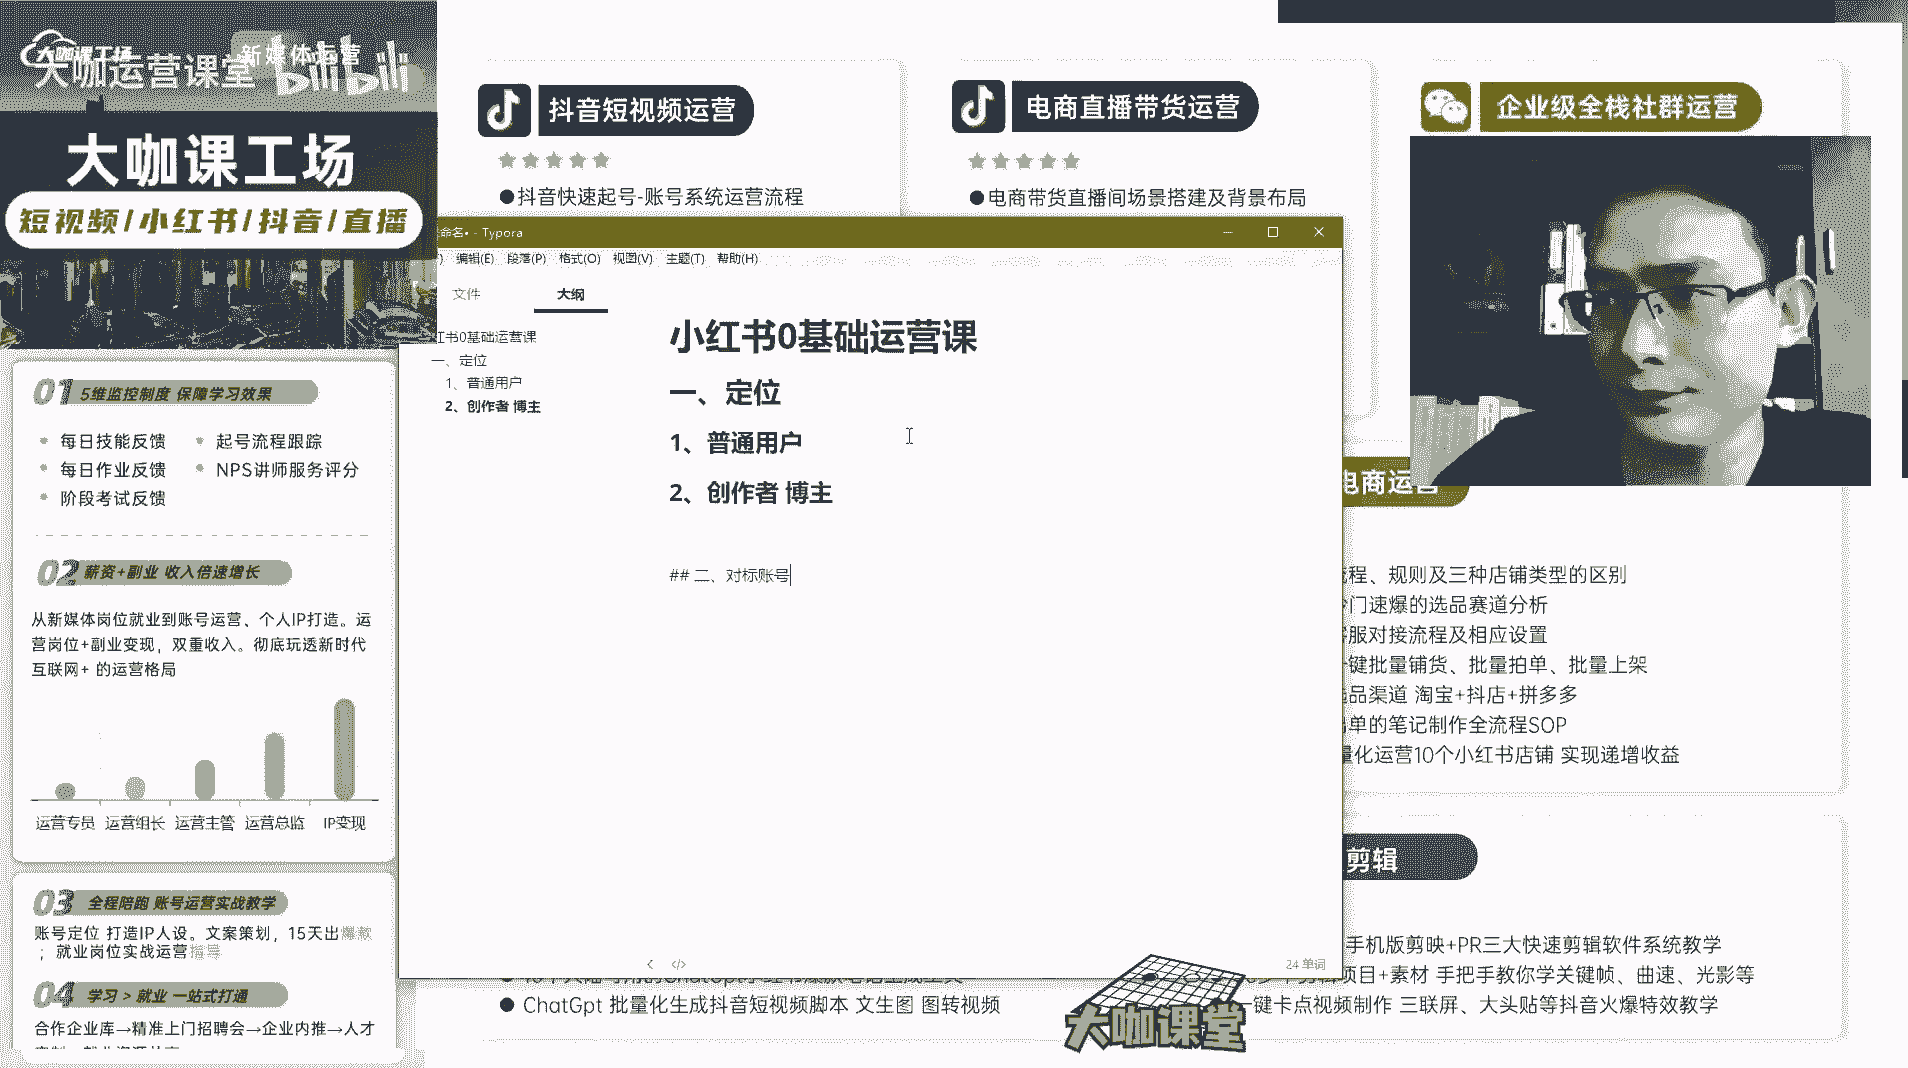 大咖课工场
大咖运营课堂
新媒体运营
bilibili
大咖课工场
短视频/小红书/抖音/直播
01 5维监控制度 保障学习效果
每日技能反馈
起号流程跟踪
每日作业反馈
NPS讲师服务评分
阶段考试反馈
02 薪资+副业 收入倍速增长
从新媒体岗位就业到账号运营、个人IP打造。运
营岗位+副业变现，双重收入。彻底玩透新时代
互联网+ 的运营格局
运营专员 运营组长 运营主管 运营总监 IP变现
03 全程陪跑 账号运营实战教学
账号定位 打造IP人设。文案策划，15天出爆款
；就业岗位实战运营指导
04 学习 > 就业 一站式打通
合作企业库→精准上门招聘会→企业内推→人才
抖音短视频运营
●抖音快速起号-账号系统运营流程
电商直播带货运营
●电商带货直播间场景搭建及背景布局
企业级全栈社群运营
命名• - Typora
编辑(E) 段落(P) 格式(O) 视图(V) 主题(T) 帮助(H)
文件 大纲
红书0基础运营课
一、定位
1、普通用户
2、创作者 博主
小红书0基础运营课
一、定位
1、普通用户
2、创作者 博主
## 二、对标账号
</>
24 单词
电商运营
流程、规则及三种店铺类型的区别
冷门速爆的选品赛道分析
客服对接流程及相应设置
一键批量铺货、批量拍单、批量上架
选品渠道 淘宝+抖店+拼多多
出单的笔记制作全流程SOP
量化运营10个小红书店铺 实现递增收益
剪辑
手机版剪映+PR三大快速剪辑软件系统教学
项目+素材 手把手教你学关键帧、曲速、光影等
一键卡点视频制作 三联屏、大头贴等抖音火爆特效教学
● ChatGpt 批量化生成抖音短视频脚本 文生图 图转视频
大咖课堂